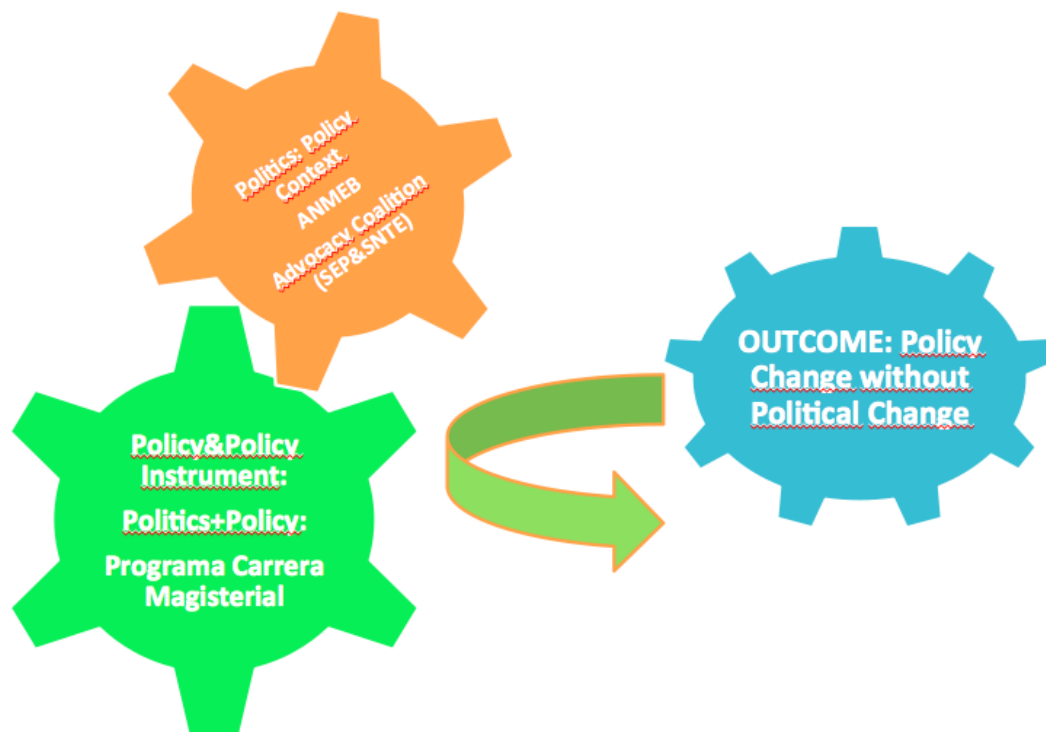 Politics: Policy
Context
ANMEB
Advocacy Coalition
(SEP&SNTE)
Policy&Policy
Instrument:
Politics+Policy:
Programa Carrera
Magisterial
OUTCOME: Policy
Change without
Political Change